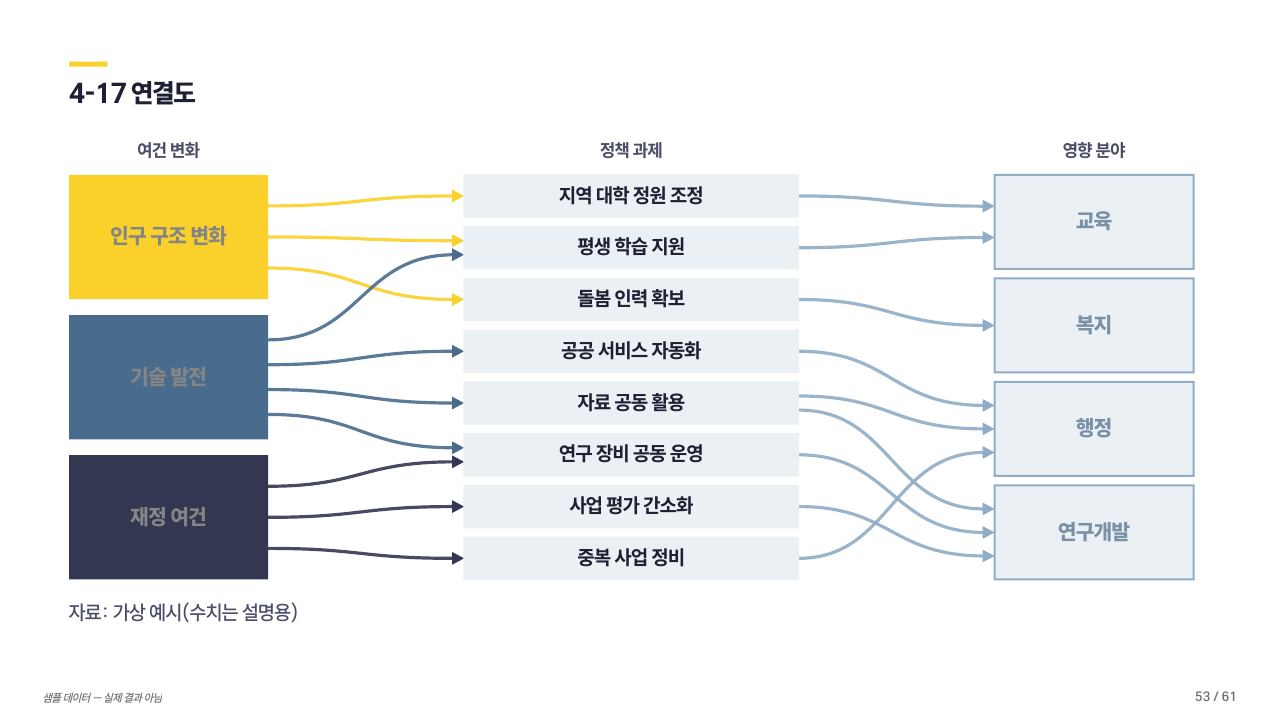 4-17 연결도
여건 변화
정책 과제
영향 분야
인구 구조 변화
기술 발전
재정 여건
지역 대학 정원 조정
평생 학습 지원
돌봄 인력 확보
공공 서비스 자동화
자료 공동 활용
연구 장비 공동 운영
사업 평가 간소화
중복 사업 정비
교육
복지
행정
연구개발
자료: 가상 예시(수치는 설명용)
샘플 데이터 — 실제 결과 아님
53 / 61